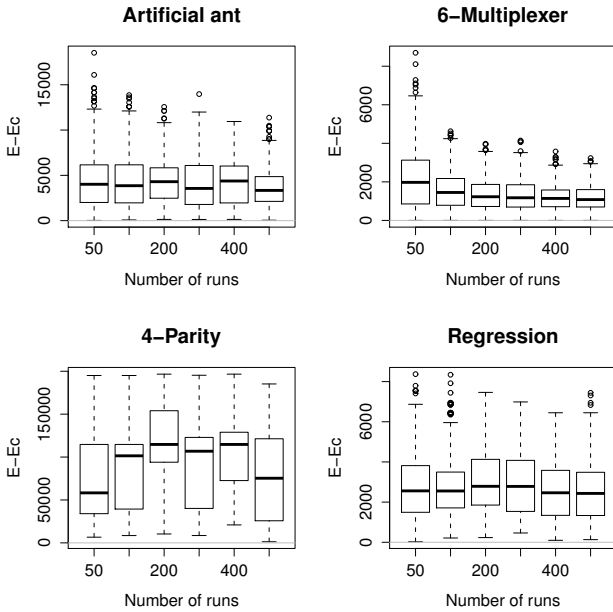 Artificial ant
E−Ec
15000
5000
0
50
200
400
Number of runs
6−Multiplexer
E−Ec
6000
2000
0
50
200
400
Number of runs
4−Parity
E−Ec
150000
50000
0
50
200
400
Number of runs
Regression
E−Ec
6000
2000
0
50
200
400
Number of runs